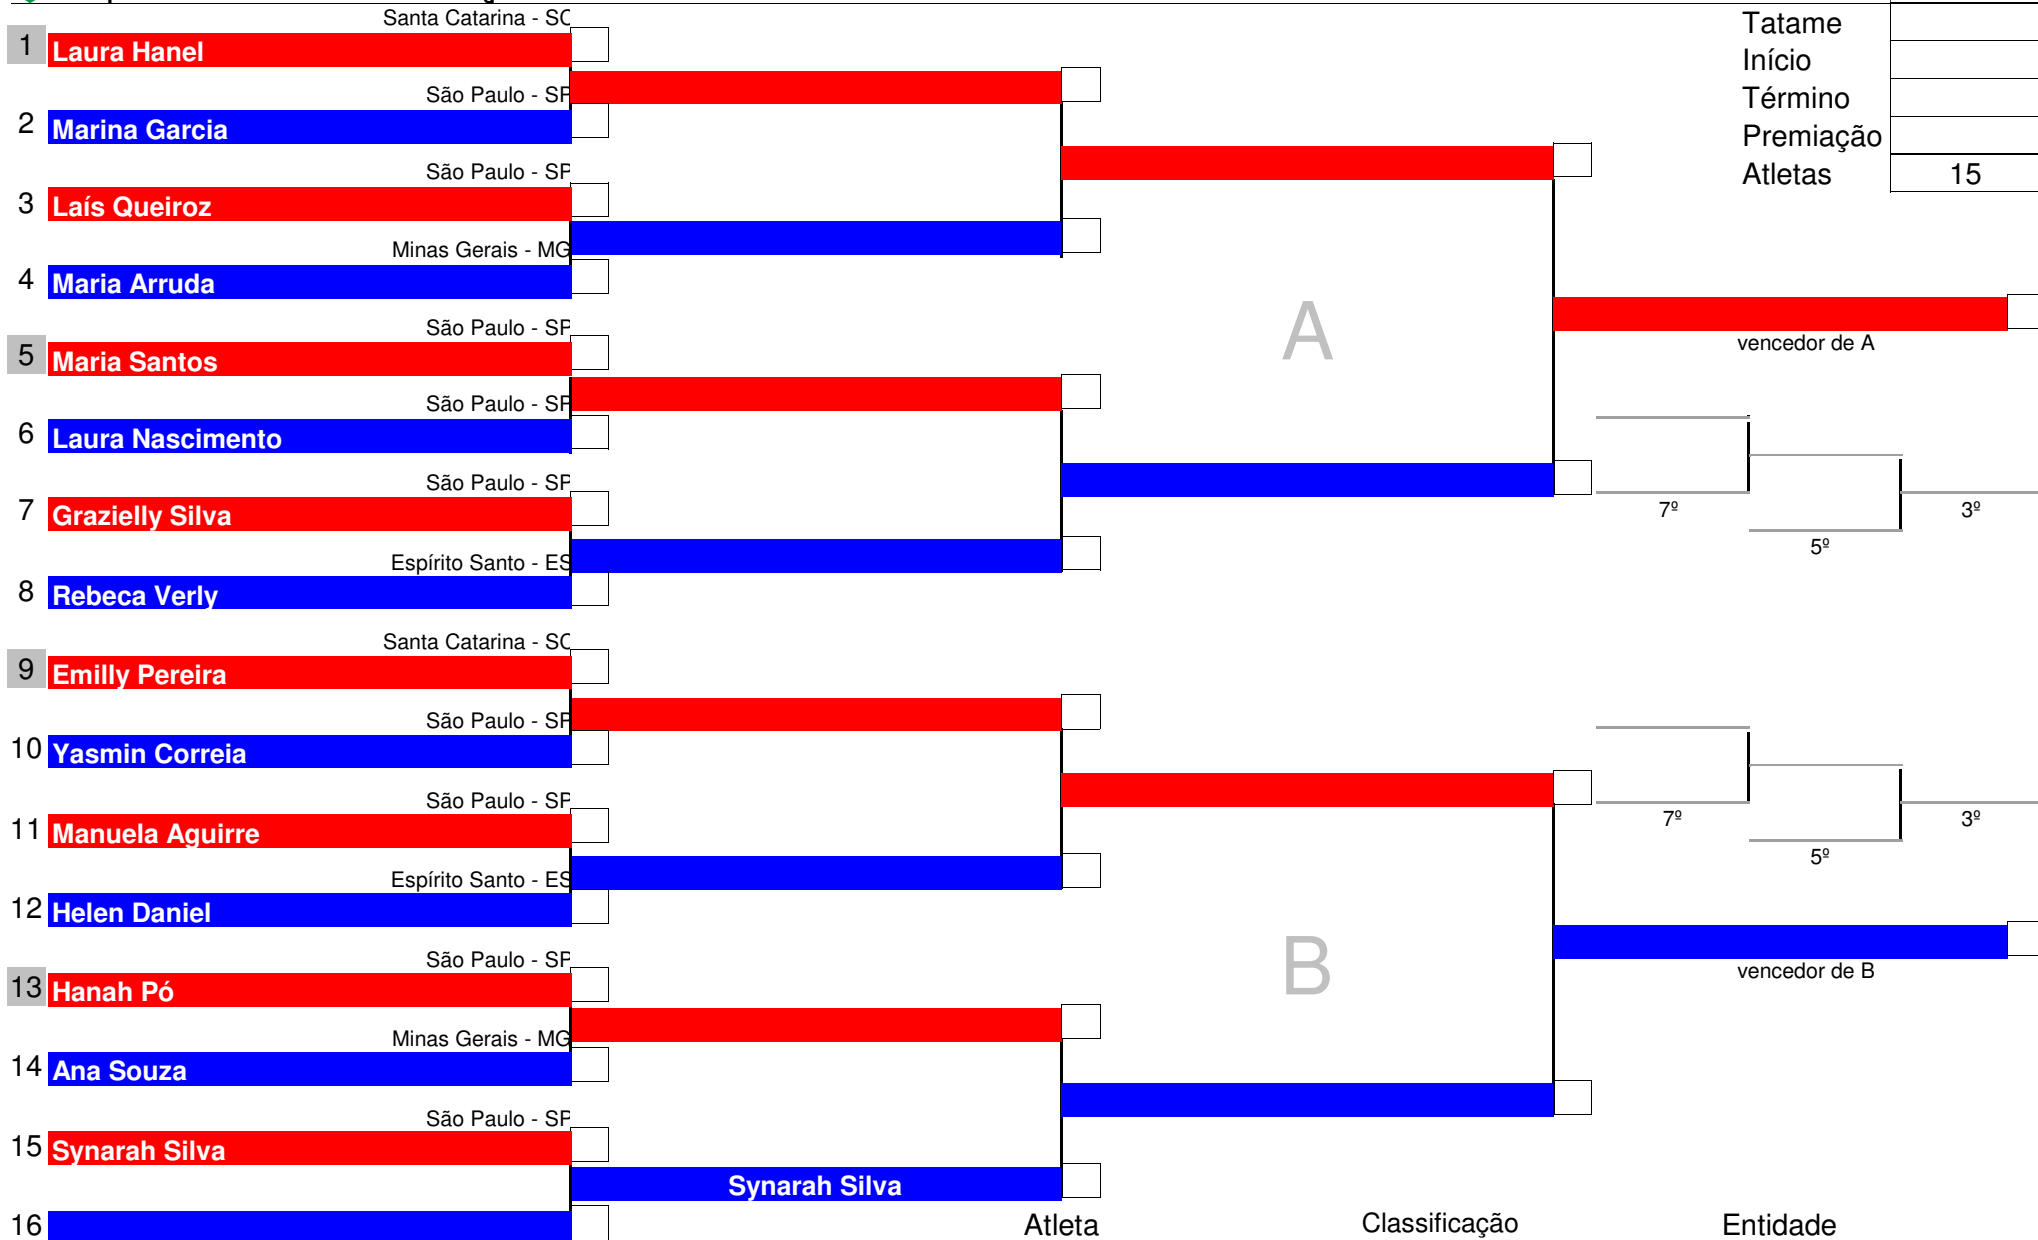 Santa Catarina - SC
1 Laura Hanel
São Paulo - SP
2 Marina Garcia
São Paulo - SP
3 Laís Queiroz
Minas Gerais - MG
4 Maria Arruda
São Paulo - SP
5 Maria Santos
São Paulo - SP
6 Laura Nascimento
São Paulo - SP
7 Grazielly Silva
Espírito Santo - ES
8 Rebeca Verly
Santa Catarina - SC
9 Emilly Pereira
São Paulo - SP
10 Yasmin Correia
São Paulo - SP
11 Manuela Aguirre
Espírito Santo - ES
12 Helen Daniel
São Paulo - SP
13 Hanah Pó
Minas Gerais - MG
14 Ana Souza
São Paulo - SP
15 Synarah Silva
16
Synarah Silva
A
B
Tatame
Início
Término
Premiação
Atletas 15
vencedor de A
7º
5º
3º
7º
5º
3º
vencedor de B
Atleta Classificação Entidade